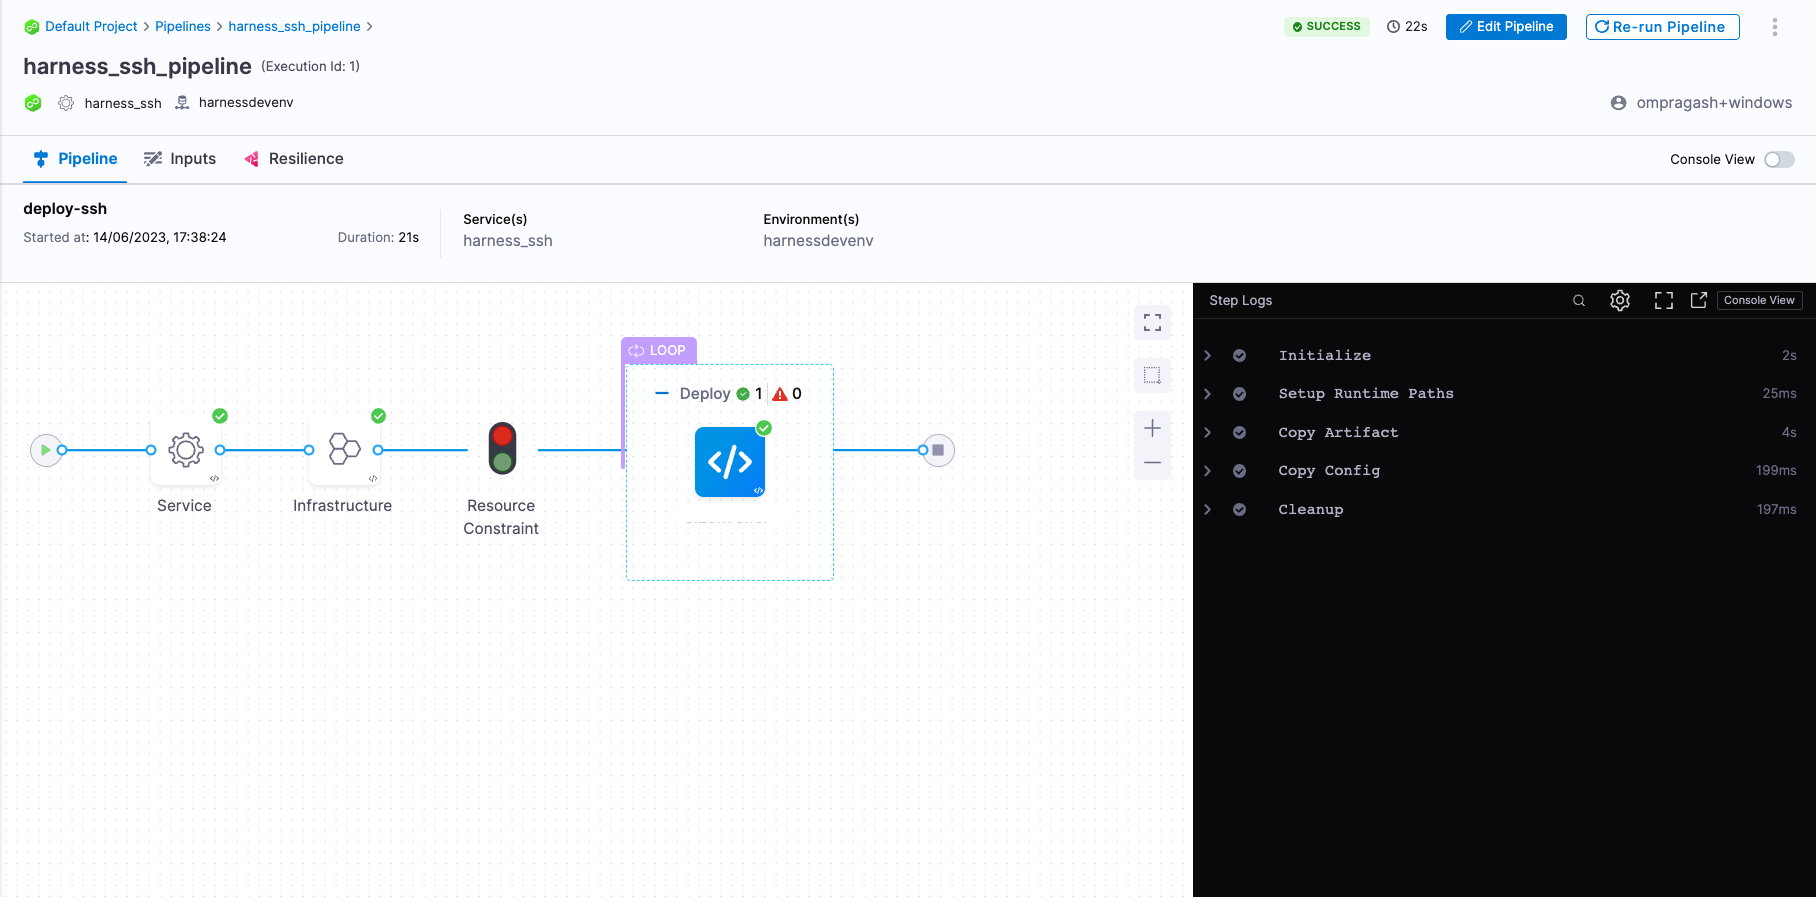 Default Project > Pipelines > harness_ssh_pipeline >
SUCCESS 22s Edit Pipeline Re-run Pipeline
harness_ssh_pipeline (Execution Id: 1)
harness_ssh harnessdevenv
ompragash+windows
Pipeline Inputs Resilience
Console View
deploy-ssh
Started at: 14/06/2023, 17:38:24 Duration: 21s
Service(s)
harness_ssh
Environment(s)
harnessdevenv
LOOP
Deploy 1 0
Service
Infrastructure
Resource
Constraint
Step Logs Console View
Initialize 2s
Setup Runtime Paths 25ms
Copy Artifact 4s
Copy Config 199ms
Cleanup 197ms